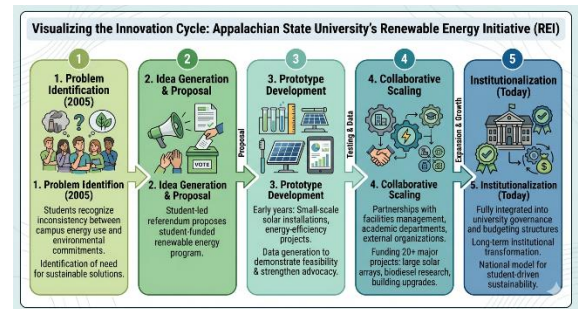 Visualizing the Innovation Cycle: Appalachian State University's Renewable Energy Initiative (REI)
1
1. Problem
Identification
(2005)
?
?
1. Problem Identifion
(2005)
Students recognize
inconsistency between
campus energy use and
environmental
commitments.
Identification of need
for sustainable solutions.
2
2. Idea Generation
& Proposal
VOTE
2. Idea Generation
& Proposal
Student-led
referendum proposes
student-funded
renewable energy
program.
Proposal
3
3. Prototype
Development
3. Prototype
Development
Early years: Small-scale
solar installations,
energy-efficiency
projects.
Data generation to
demonstrate feasibility
& strengthen advocacy.
Testing & Data
4
4. Collaborative
Scaling
4. Collaborative
Scaling
Partnerships with
facilities management,
academic departments,
external organizations.
Funding 20+ major
projects: large solar
arrays, biodiesel research,
building upgrades.
Expansion & Growth
5
Institutionalization
(Today)
$
5. Institutionalization
(Today)
Fully integrated into
university governance
and budgeting structures
Long-term institutional
transformation.
National model for
student-driven
sustainability.